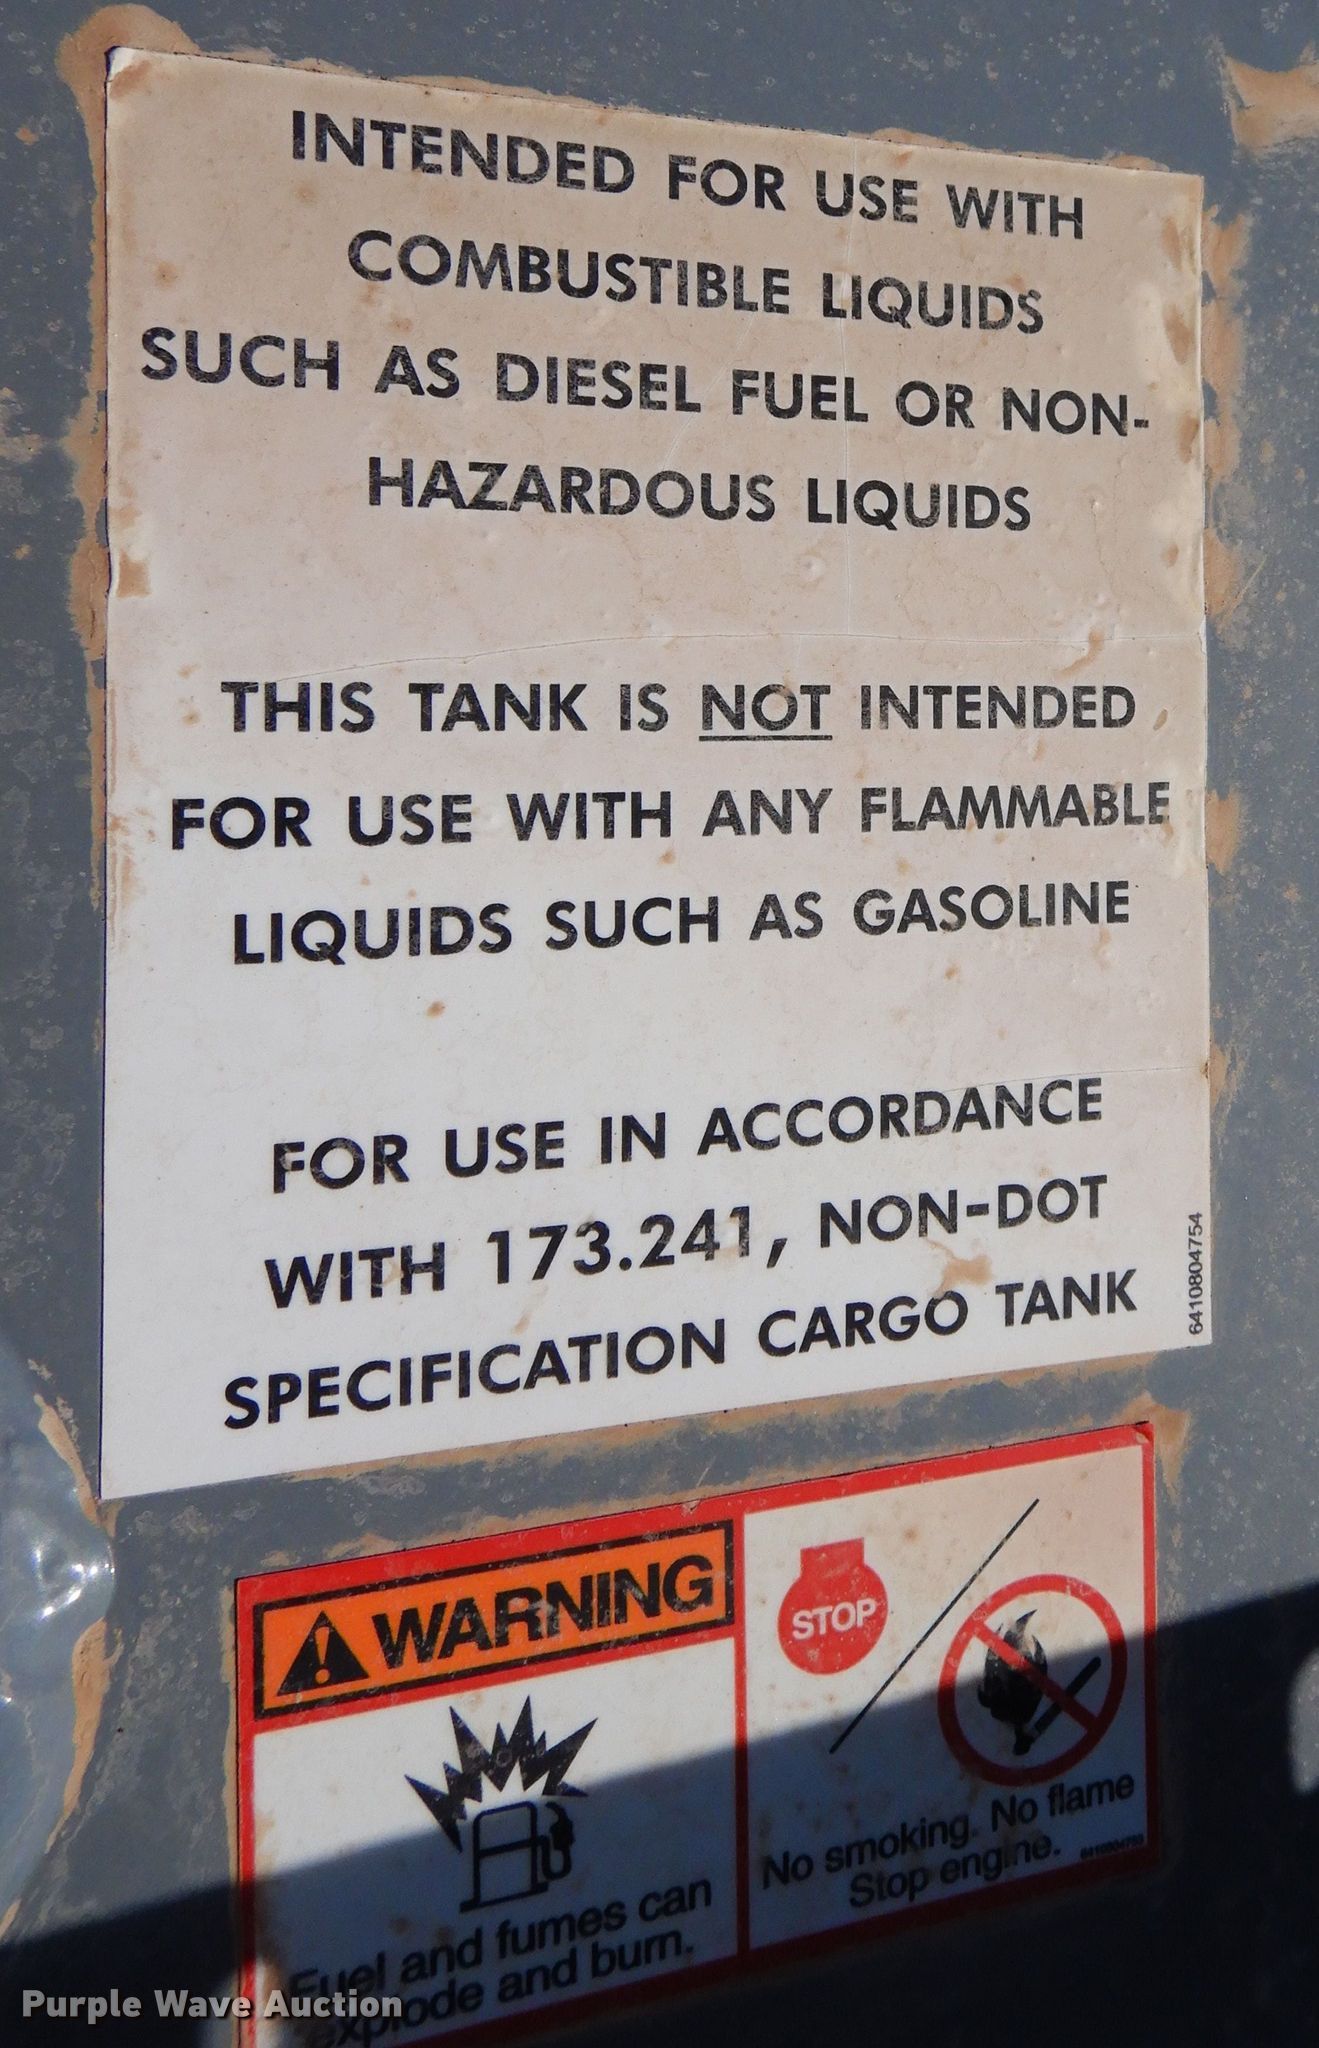 INTENDED FOR USE WITH
COMBUSTIBLE LIQUIDS
SUCH AS DIESEL FUEL OR NON-
HAZARDOUS LIQUIDS
THIS TANK IS NOT INTENDED
FOR USE WITH ANY FLAMMABLE
LIQUIDS SUCH AS GASOLINE
FOR USE IN ACCORDANCE
WITH 173.241, NON-DOT
SPECIFICATION CARGO TANK
6410804754
WARNING
Fuel and fumes can
explode and burn.
STOP
No smoking. No flame
Stop engine.
Purple Wave Auction